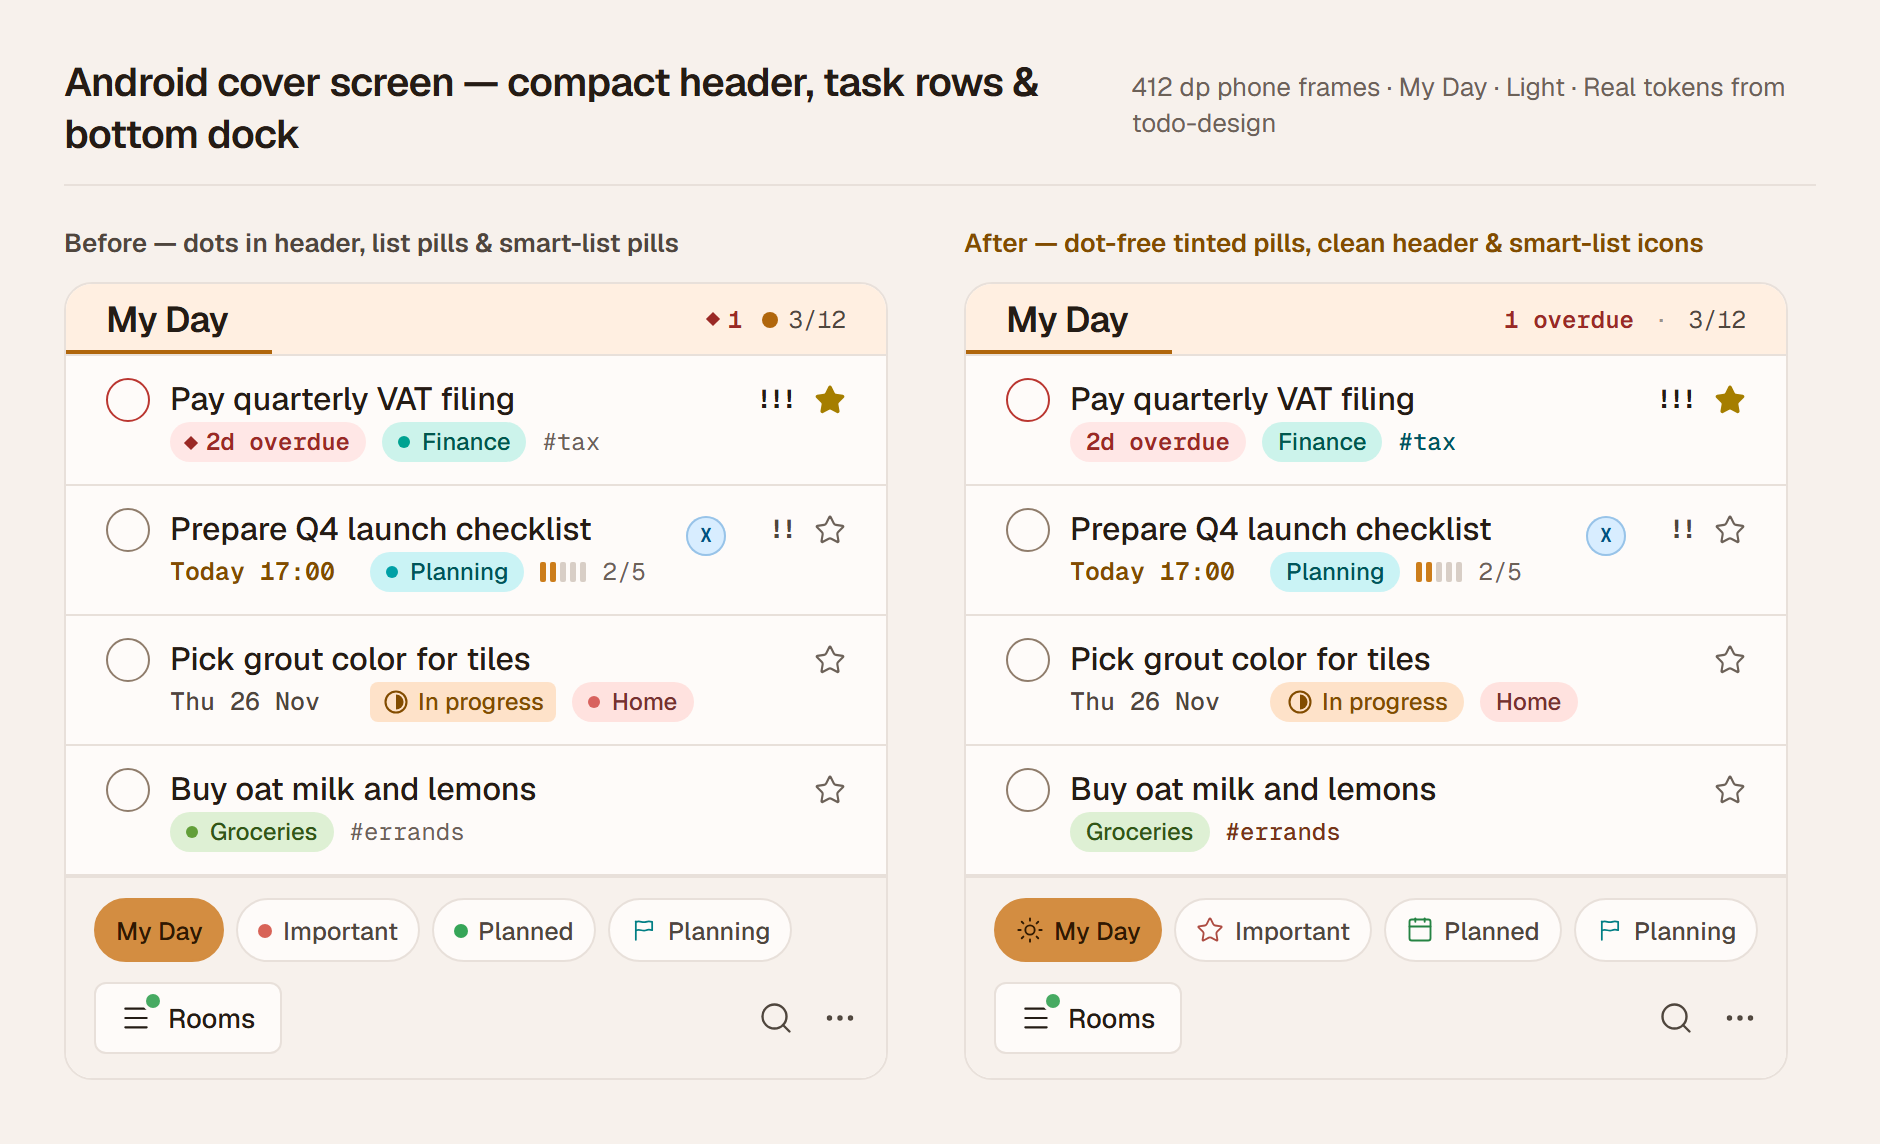 Android cover screen — compact header, task rows &
bottom dock
412 dp phone frames · My Day · Light · Real tokens from
todo-design
Before — dots in header, list pills & smart-list pills
My Day 1 3/12
Pay quarterly VAT filing !!!
2d overdue Finance #tax
Prepare Q4 launch checklist X !!
Today 17:00 Planning 2/5
Pick grout color for tiles
Thu 26 Nov In progress Home
Buy oat milk and lemons
Groceries #errands
My Day Important Planned Planning
Rooms
After — dot-free tinted pills, clean header & smart-list icons
My Day 1 overdue · 3/12
Pay quarterly VAT filing !!!
2d overdue Finance #tax
Prepare Q4 launch checklist X !!
Today 17:00 Planning 2/5
Pick grout color for tiles
Thu 26 Nov In progress Home
Buy oat milk and lemons
Groceries #errands
My Day Important Planned Planning
Rooms